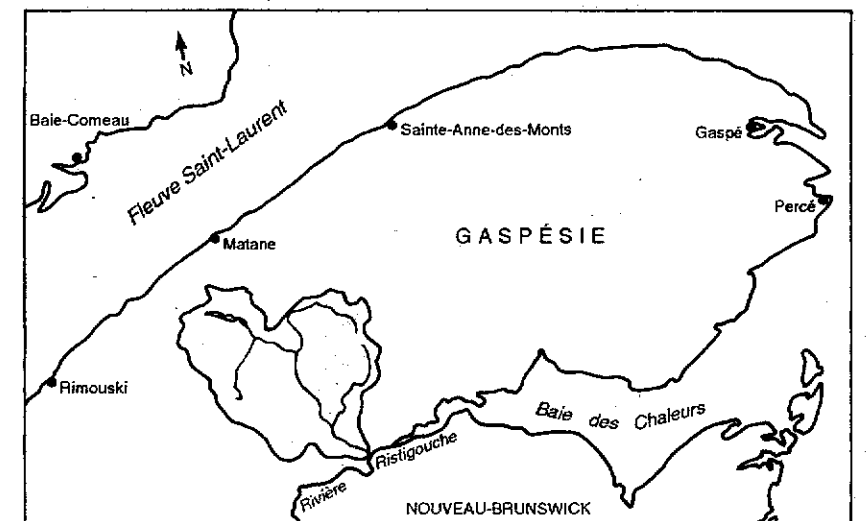 N
Baie-Comeau
Fleuve Saint-Laurent
Sainte-Anne-des-Monts
Gaspé
Percé
GASPÉSIE
Matane
Rimouski
Baie des Chaleurs
Rivière Ristigouche
NOUVEAU-BRUNSWICK